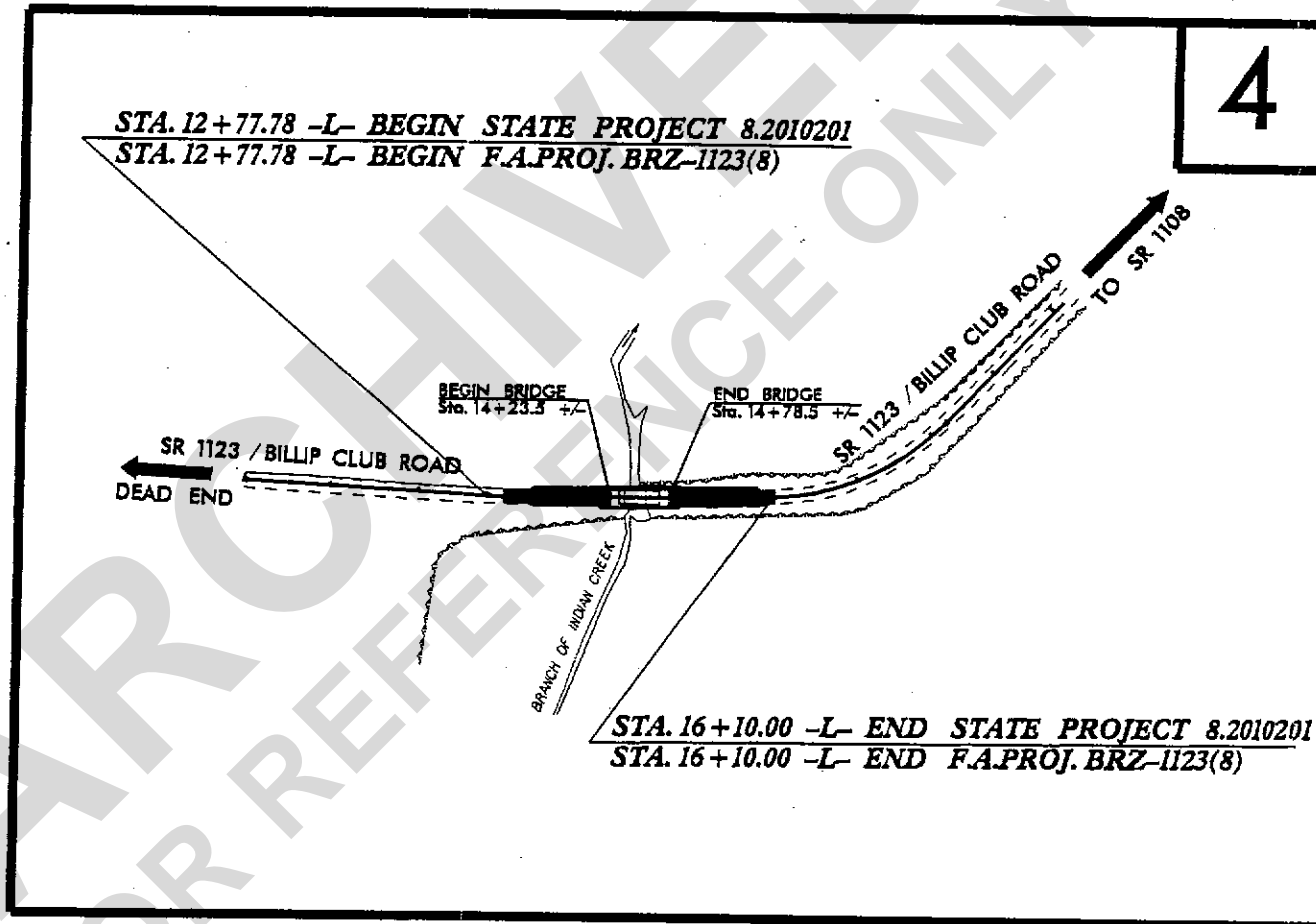 4
STA. 12+77.78 -L- BEGIN STATE PROJECT 8.2010201
STA. 12+77.78 -L- BEGIN F.A.PROJ. BRZ-1123(8)
TO SR 1108
SR 1123 / BILLIP CLUB ROAD
BEGIN BRIDGE
Sta. 14+23.5 +/-
END BRIDGE
Sta. 14+78.5 +/-
SR 1123 / BILLIP CLUB ROAD
DEAD END
BRANCH OF INDIAN CREEK
STA. 16+10.00 -L- END STATE PROJECT 8.2010201
STA. 16+10.00 -L- END F.A.PROJ. BRZ-1123(8)
ARCHIVE
OR REFERENCE ONLY